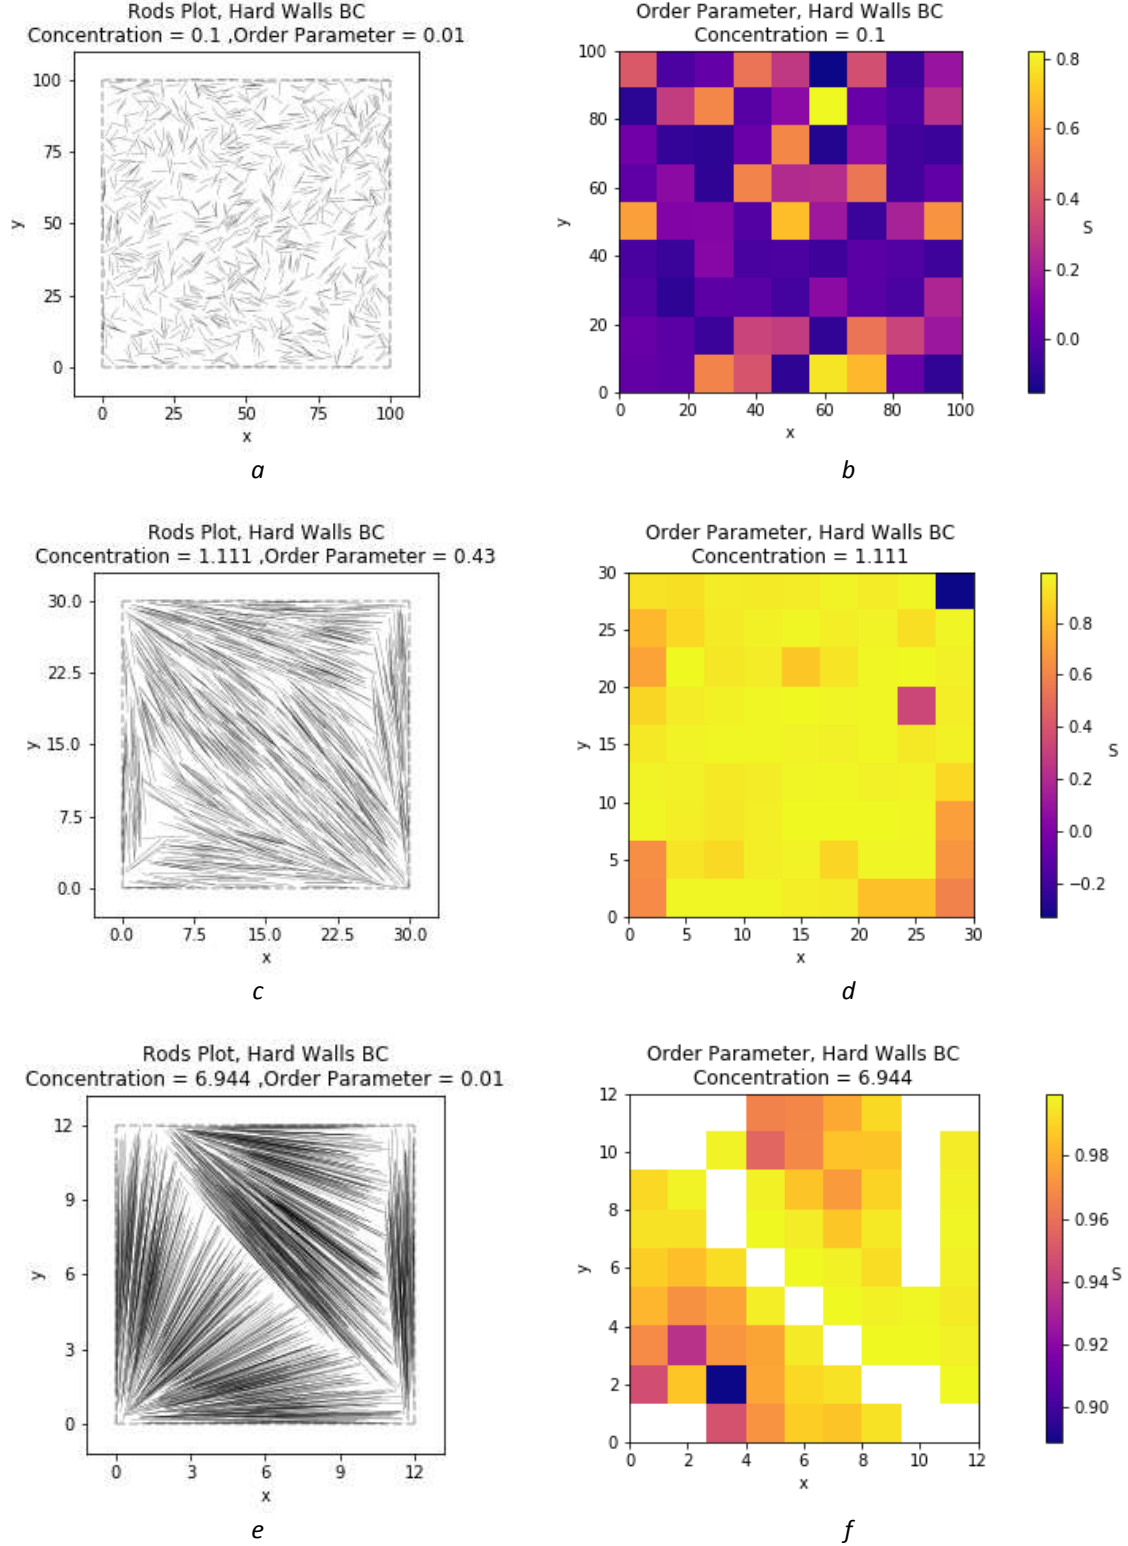 Rods Plot, Hard Walls BC
Concentration = 0.1 ,Order Parameter = 0.01
100
75
50
25
0
y
0 25 50 75 100
x
a
Order Parameter, Hard Walls BC
Concentration = 0.1
100
80
60
40
20
0
y
0 20 40 60 80 100
x
0.8
0.6
0.4
0.2
0.0
S
b
Rods Plot, Hard Walls BC
Concentration = 1.111 ,Order Parameter = 0.43
30.0
22.5
15.0
7.5
0.0
y
0.0 7.5 15.0 22.5 30.0
x
c
Order Parameter, Hard Walls BC
Concentration = 1.111
30
25
20
15
10
5
0
y
0 5 10 15 20 25 30
x
0.8
0.6
0.4
0.2
0.0
−0.2
S
d
Rods Plot, Hard Walls BC
Concentration = 6.944 ,Order Parameter = 0.01
12
9
6
3
0
y
0 3 6 9 12
x
e
Order Parameter, Hard Walls BC
Concentration = 6.944
12
10
8
6
4
2
0
y
0 2 4 6 8 10 12
x
0.98
0.96
0.94
0.92
0.90
S
f